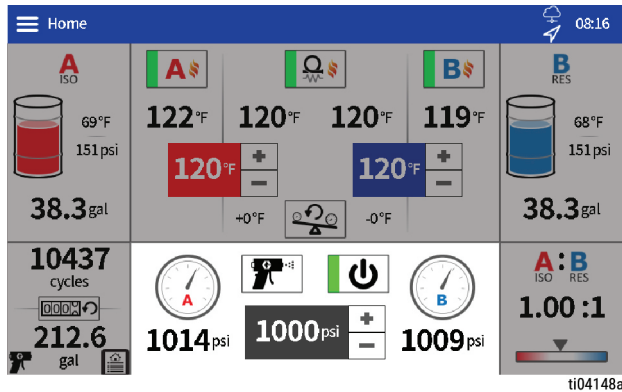 Home 08:16
A
ISO
69°F
151 psi
38.3 gal
A B
122°F 120°F 120°F 119°F
120°F + − 120°F + −
+0°F -0°F
B
RES
68°F
151 psi
38.3 gal
10437
cycles
212.6
gal
A B
1014 psi 1000 psi + − 1009 psi
A:B
ISO RES
1.00 :1
ti04148a